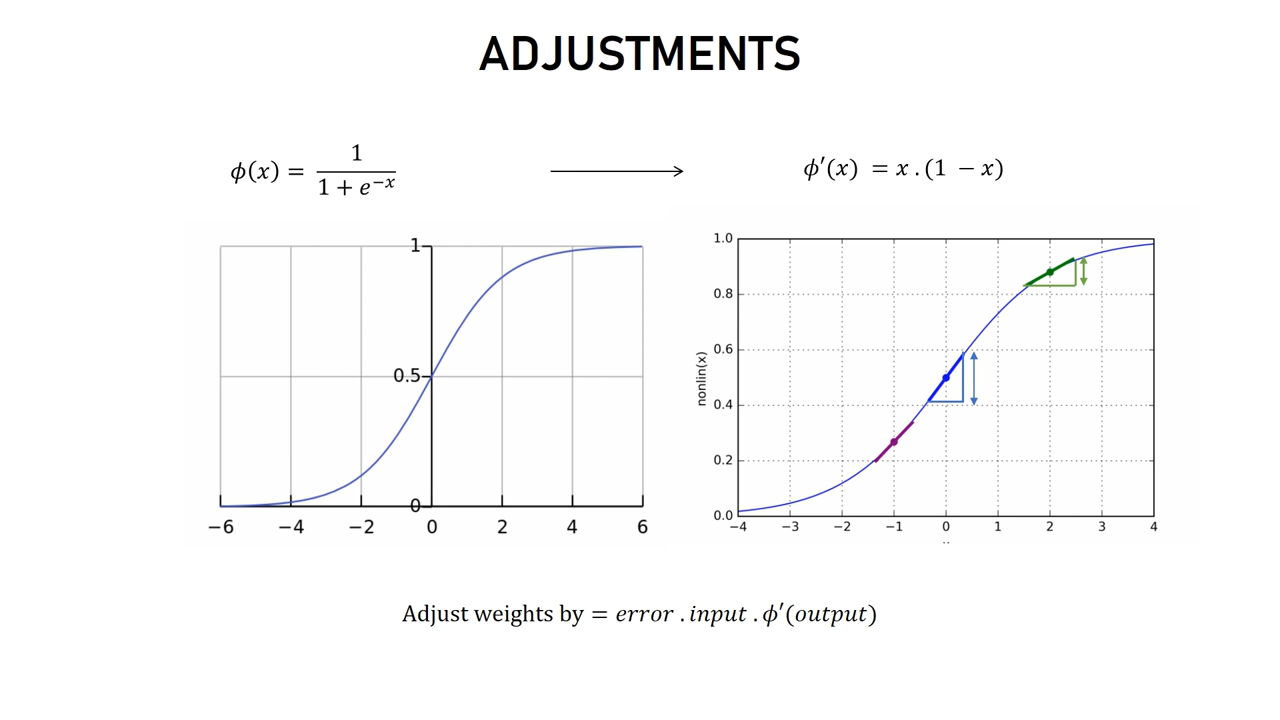 ADJUSTMENTS
ϕ(x) = 1 / (1 + e^{-x})
ϕ′(x) = x . (1 − x)
1
0.5
0
−6 −4 −2 0 2 4 6
1.0
0.8
0.6
0.4
0.2
0.0
nonlin(x)
−4 −3 −2 −1 0 1 2 3 4
Adjust weights by = error . input . ϕ′(output)